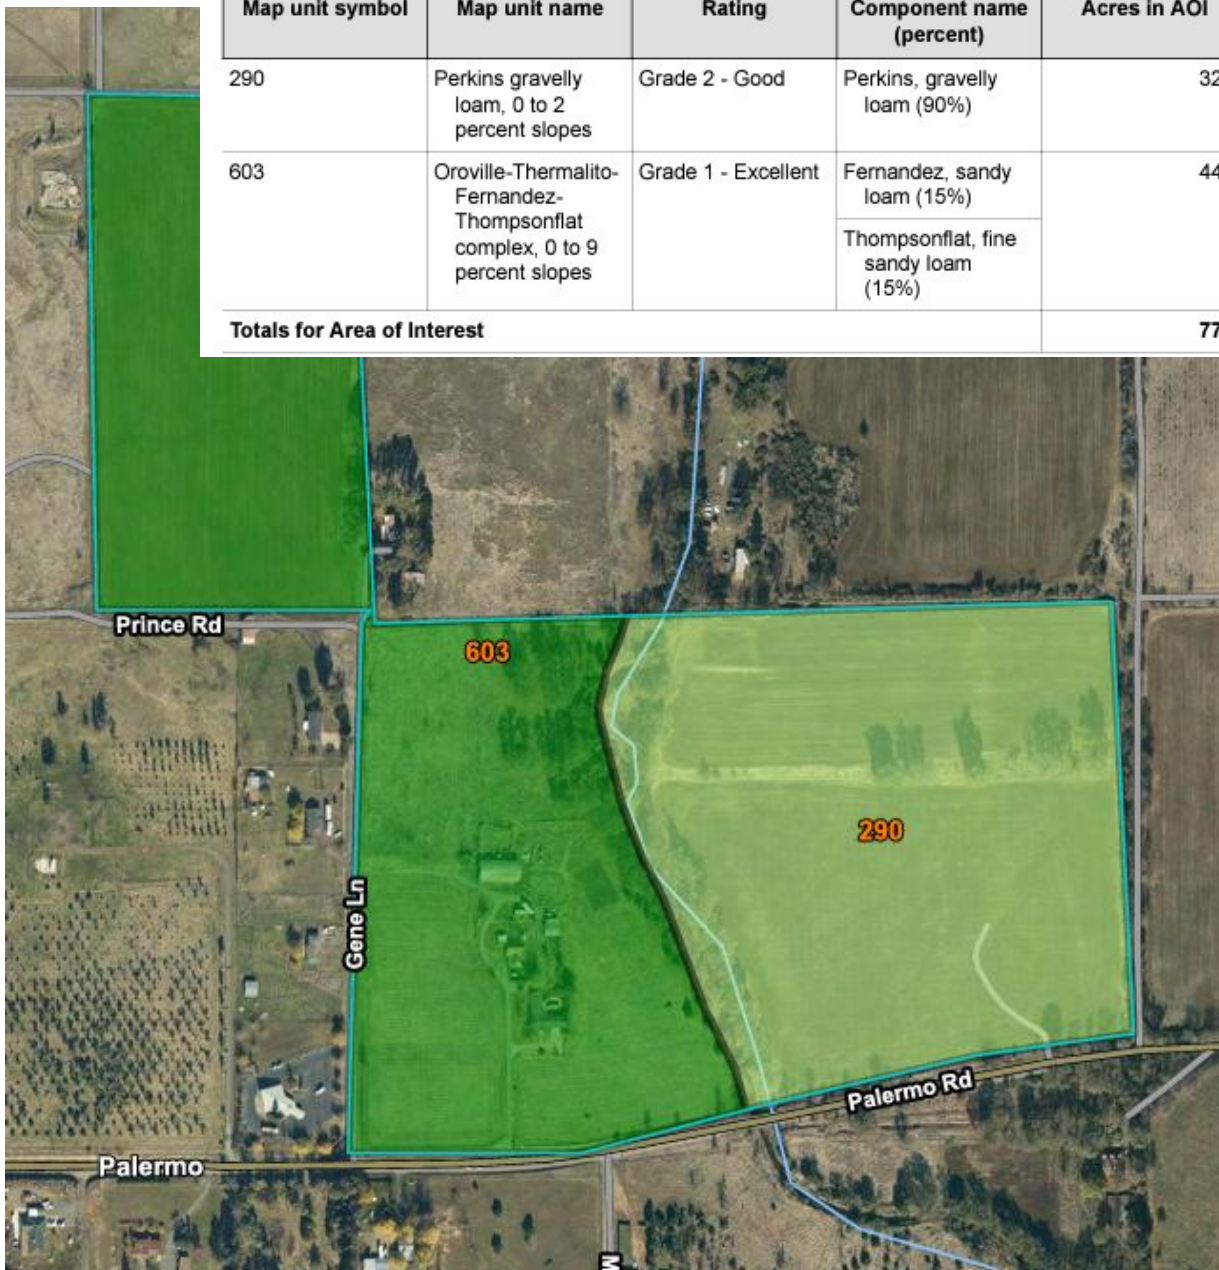 Map unit symbol
Map unit name
Rating
Component name
(percent)
Acres in AOI
290
Perkins gravelly
loam, 0 to 2
percent slopes
Grade 2 - Good
Perkins, gravelly
loam (90%)
32
603
Oroville-Thermalito-
Fernandez-
Thompsonflat
complex, 0 to 9
percent slopes
Grade 1 - Excellent
Fernandez, sandy
loam (15%)
44
Thompsonflat, fine
sandy loam
(15%)
Totals for Area of Interest
77
Prince Rd
603
290
Gene Ln
Palermo Rd
Palermo
M